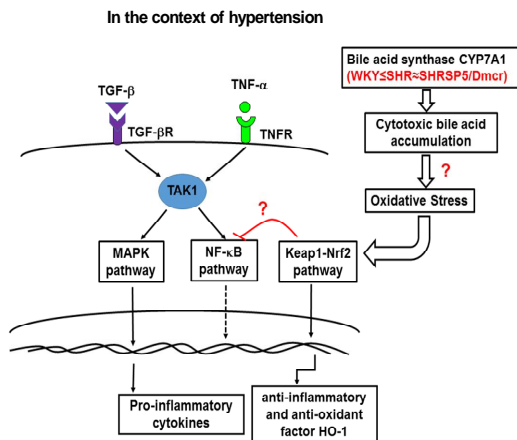 In the context of hypertension
Bile acid synthase CYP7A1
(WKY≤SHR≈SHRSP5/Dmcr)
TGF-β
TNF-α
TGF-βR
TNFR
Cytotoxic bile acid
accumulation
?
TAK1
Oxidative Stress
?
MAPK
pathway
NF-κB
pathway
Keap1-Nrf2
pathway
Pro-inflammatory
cytokines
anti-inflammatory
and anti-oxidant
factor HO-1